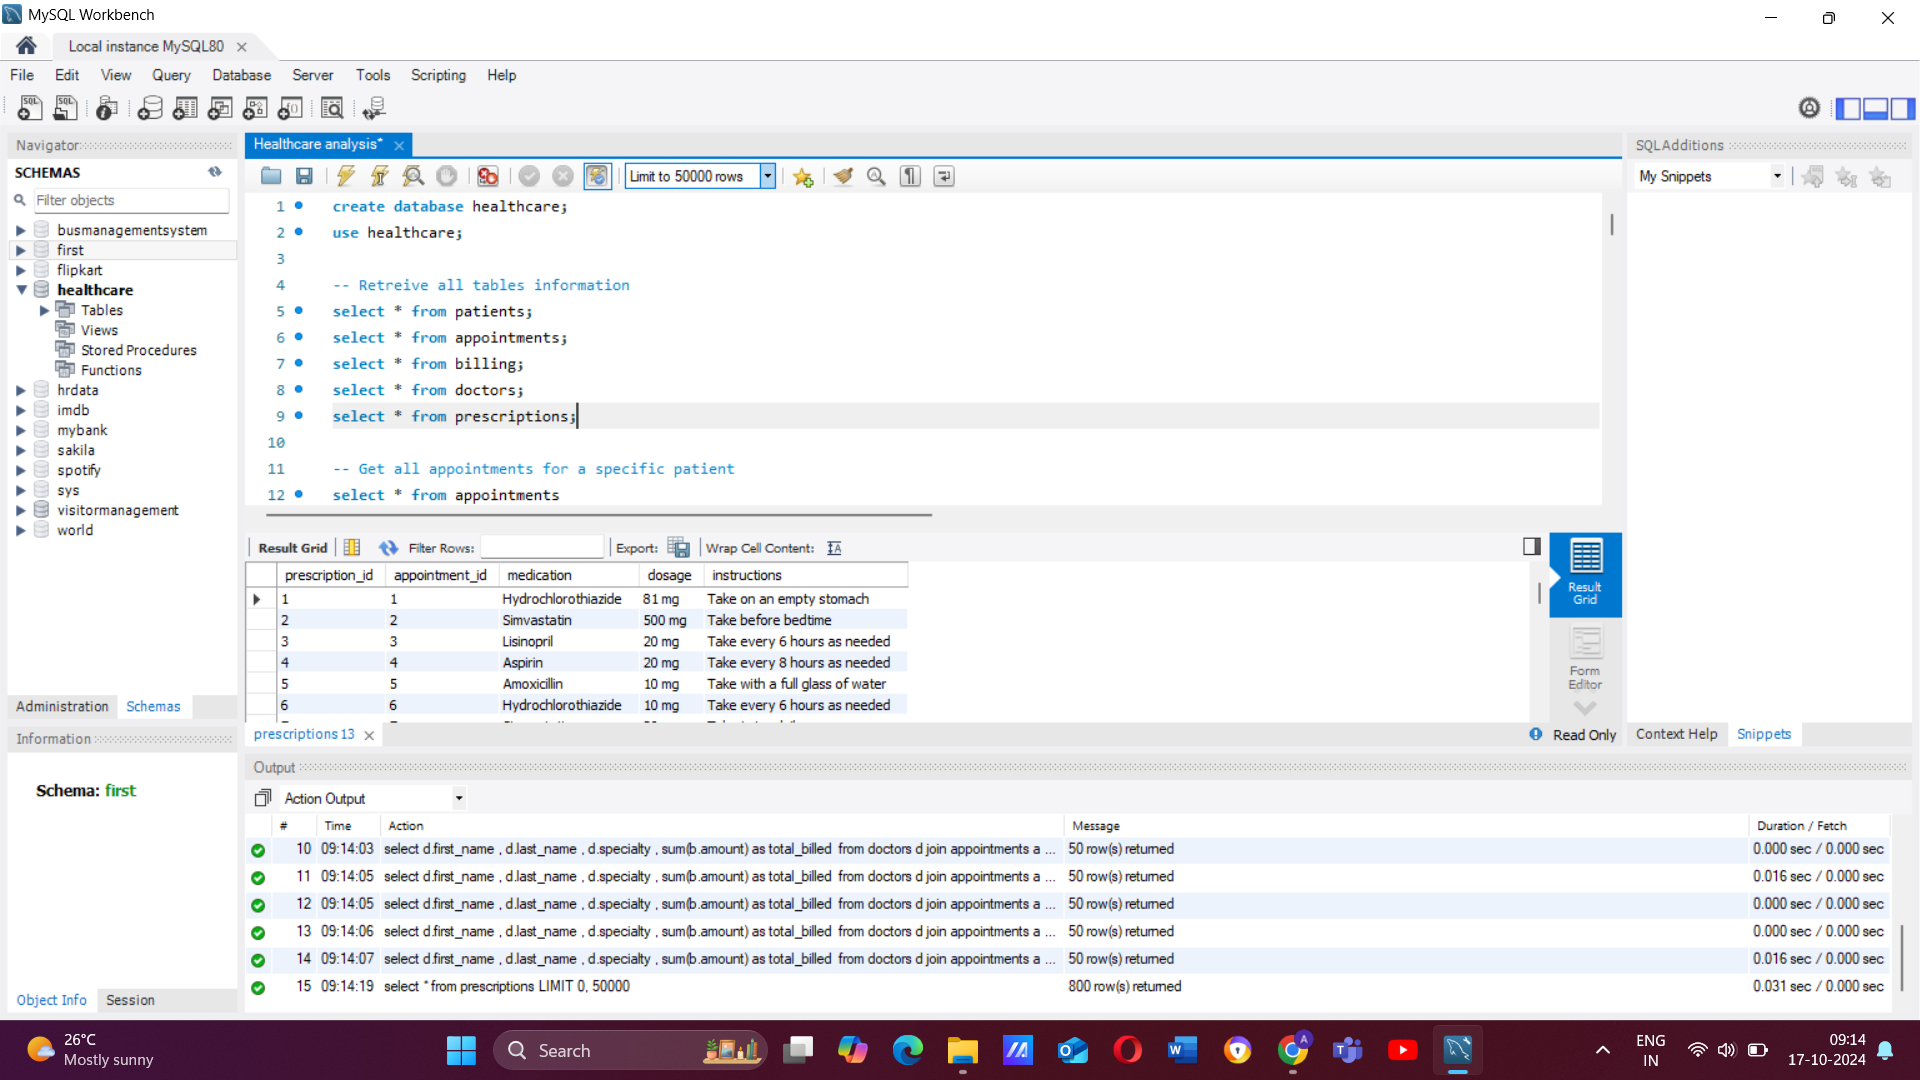 MySQL Workbench
Local instance MySQL80
File Edit View Query Database Server Tools Scripting Help
Navigator
SCHEMAS
Filter objects
busmanagementsystem
first
flipkart
healthcare
Tables
Views
Stored Procedures
Functions
hrdata
imdb
mybank
sakila
spotify
sys
visitormanagement
world
Administration Schemas
Information
Schema: first
Object Info Session
Healthcare analysis*
Limit to 50000 rows
1 create database healthcare;
2 use healthcare;
3
4 -- Retreive all tables information
5 select * from patients;
6 select * from appointments;
7 select * from billing;
8 select * from doctors;
9 select * from prescriptions;
10
11 -- Get all appointments for a specific patient
12 select * from appointments
Result Grid Filter Rows: Export: Wrap Cell Content:
prescription_id appointment_id medication dosage instructions
1 1 Hydrochlorothiazide 81 mg Take on an empty stomach
2 2 Simvastatin 500 mg Take before bedtime
3 3 Lisinopril 20 mg Take every 6 hours as needed
4 4 Aspirin 20 mg Take every 8 hours as needed
5 5 Amoxicillin 10 mg Take with a full glass of water
6 6 Hydrochlorothiazide 10 mg Take every 6 hours as needed
Result
Grid
Form
Editor
prescriptions 13
Read Only
SQLAdditions
My Snippets
Context Help Snippets
Output
Action Output
# Time Action Message Duration / Fetch
10 09:14:03 select d.first_name , d.last_name , d.specialty , sum(b.amount) as total_billed from doctors d join appointments a ... 50 row(s) returned 0.000 sec / 0.000 sec
11 09:14:05 select d.first_name , d.last_name , d.specialty , sum(b.amount) as total_billed from doctors d join appointments a ... 50 row(s) returned 0.016 sec / 0.000 sec
12 09:14:05 select d.first_name , d.last_name , d.specialty , sum(b.amount) as total_billed from doctors d join appointments a ... 50 row(s) returned 0.000 sec / 0.000 sec
13 09:14:06 select d.first_name , d.last_name , d.specialty , sum(b.amount) as total_billed from doctors d join appointments a ... 50 row(s) returned 0.000 sec / 0.000 sec
14 09:14:07 select d.first_name , d.last_name , d.specialty , sum(b.amount) as total_billed from doctors d join appointments a ... 50 row(s) returned 0.016 sec / 0.000 sec
15 09:14:19 select * from prescriptions LIMIT 0, 50000 800 row(s) returned 0.031 sec / 0.000 sec
26°C
Mostly sunny
Search
ENG
IN
09:14
17-10-2024